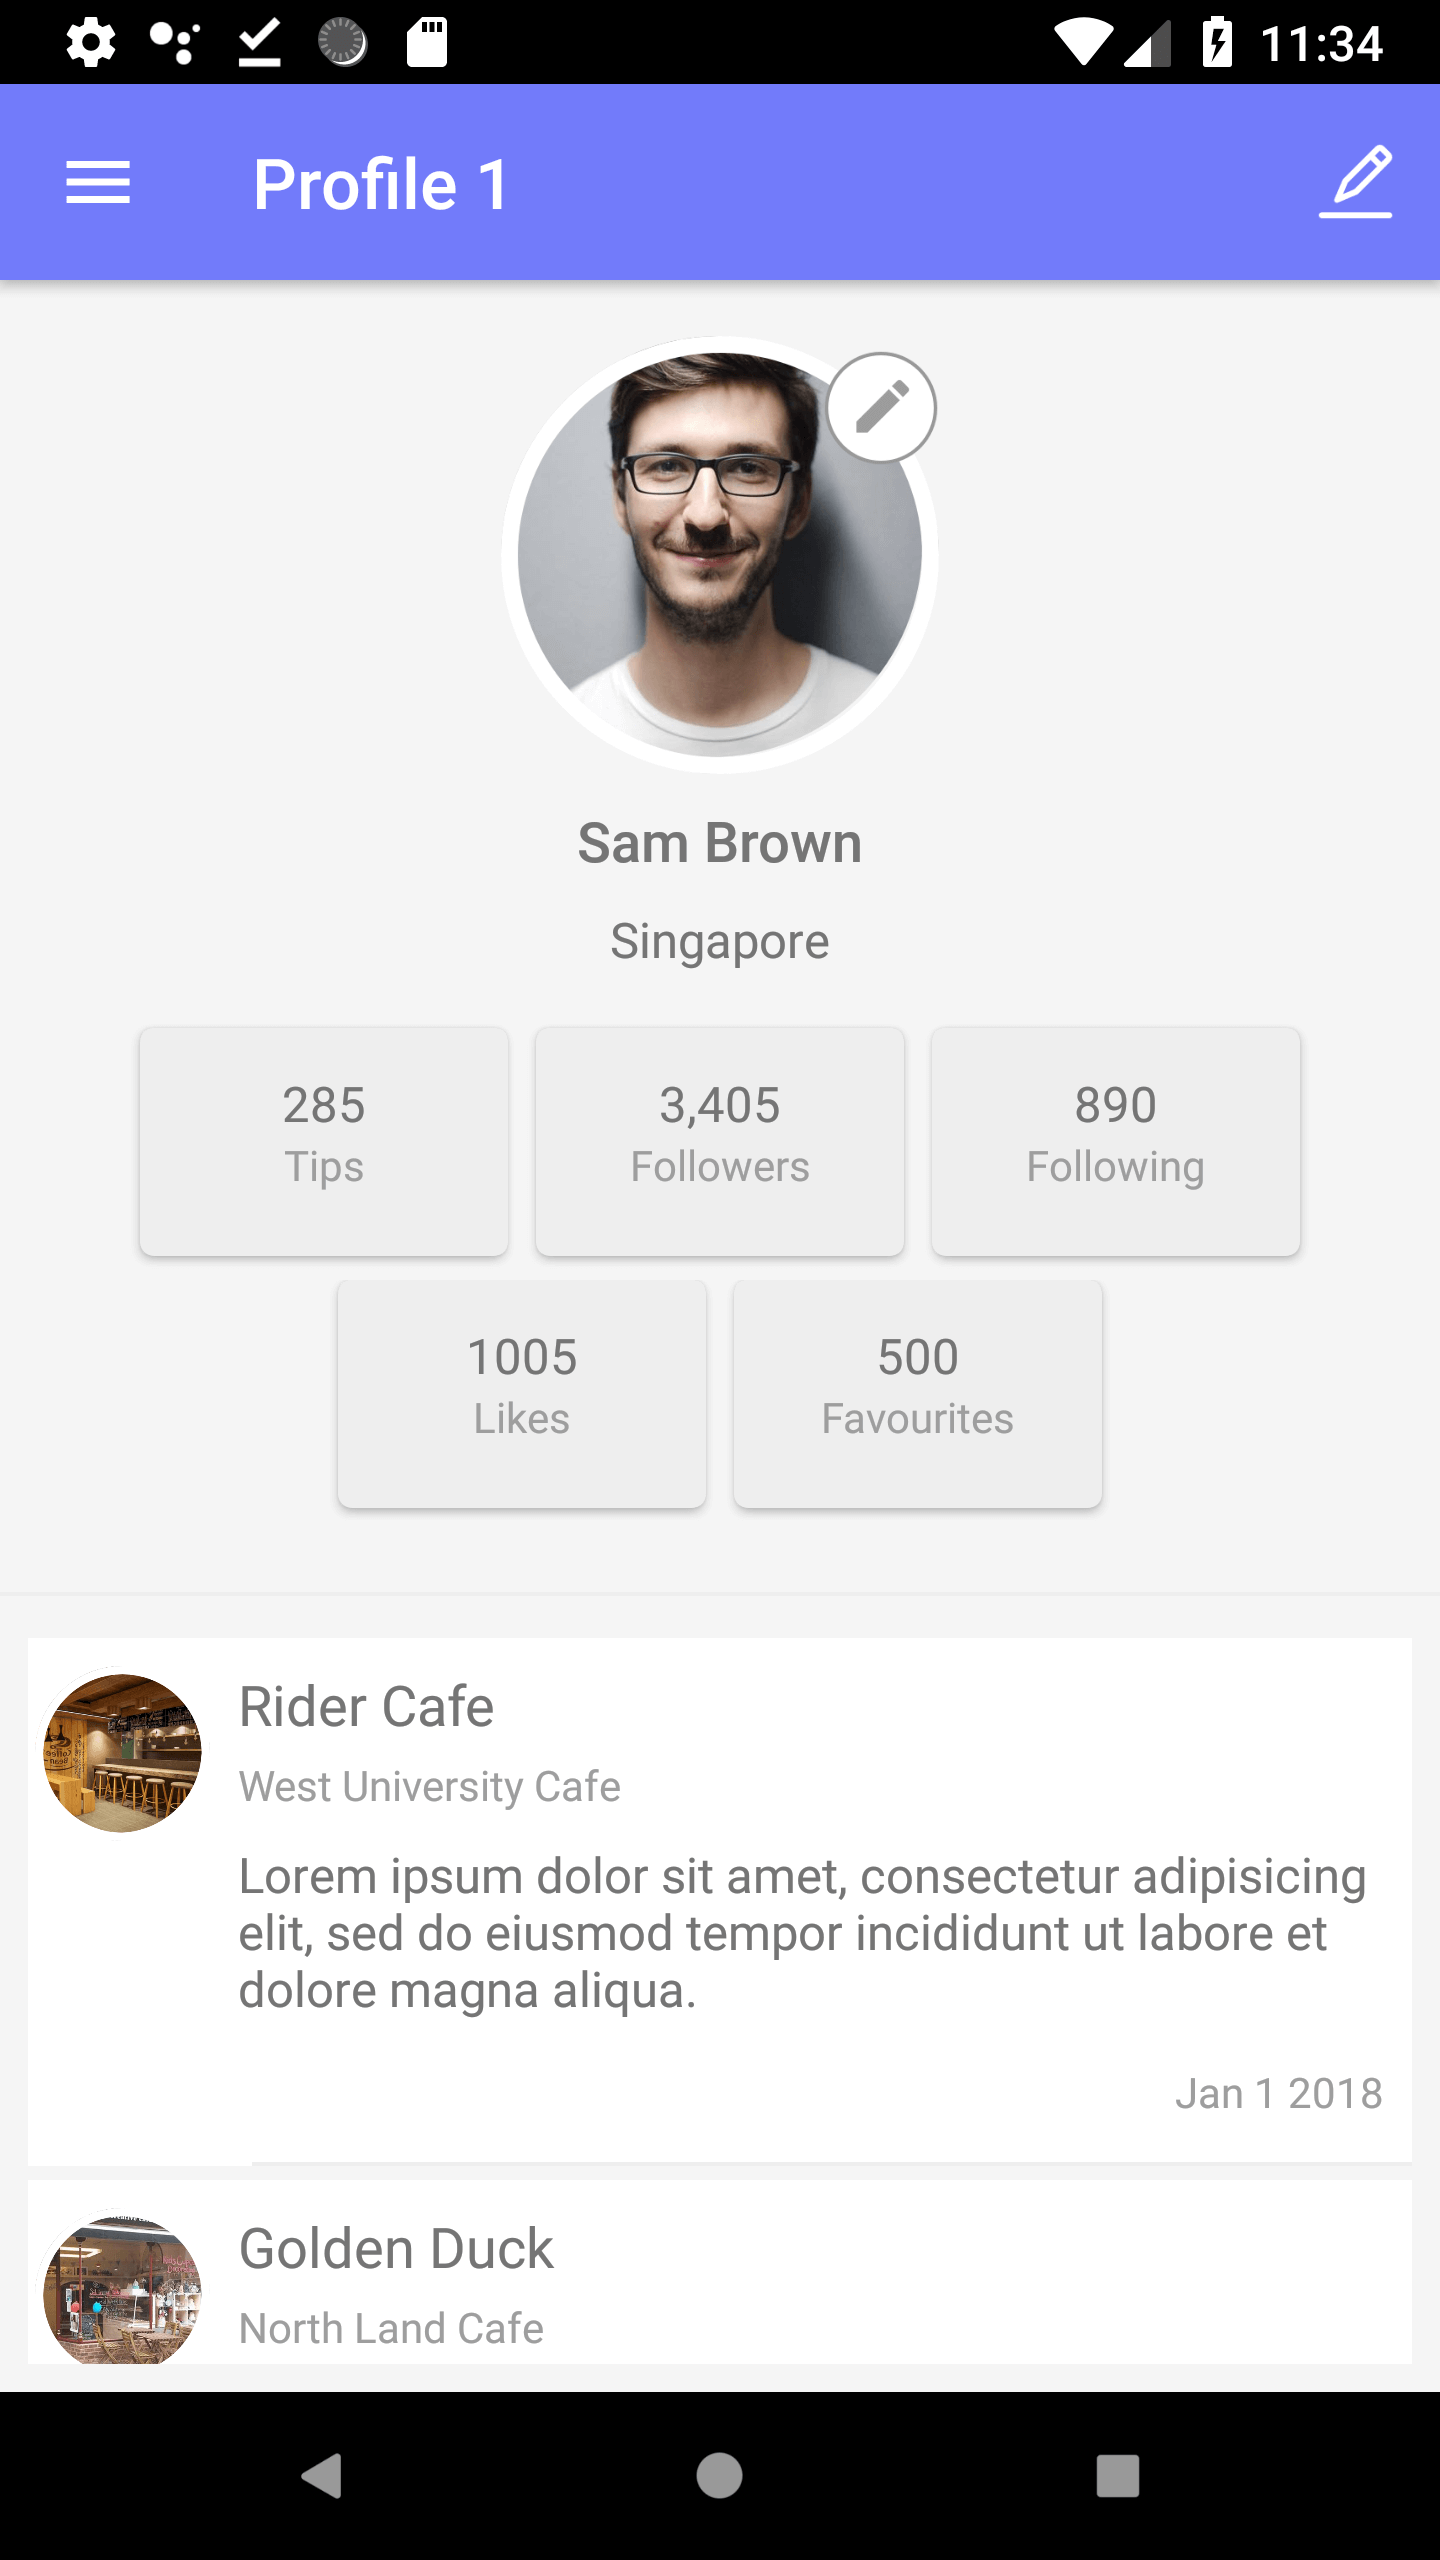 11:34
Profile 1
Sam Brown
Singapore
285
Tips
3,405
Followers
890
Following
1005
Likes
500
Favourites
Rider Cafe
West University Cafe
Lorem ipsum dolor sit amet, consectetur adipisicing
elit, sed do eiusmod tempor incididunt ut labore et
dolore magna aliqua.
Jan 1 2018
Golden Duck
North Land Cafe